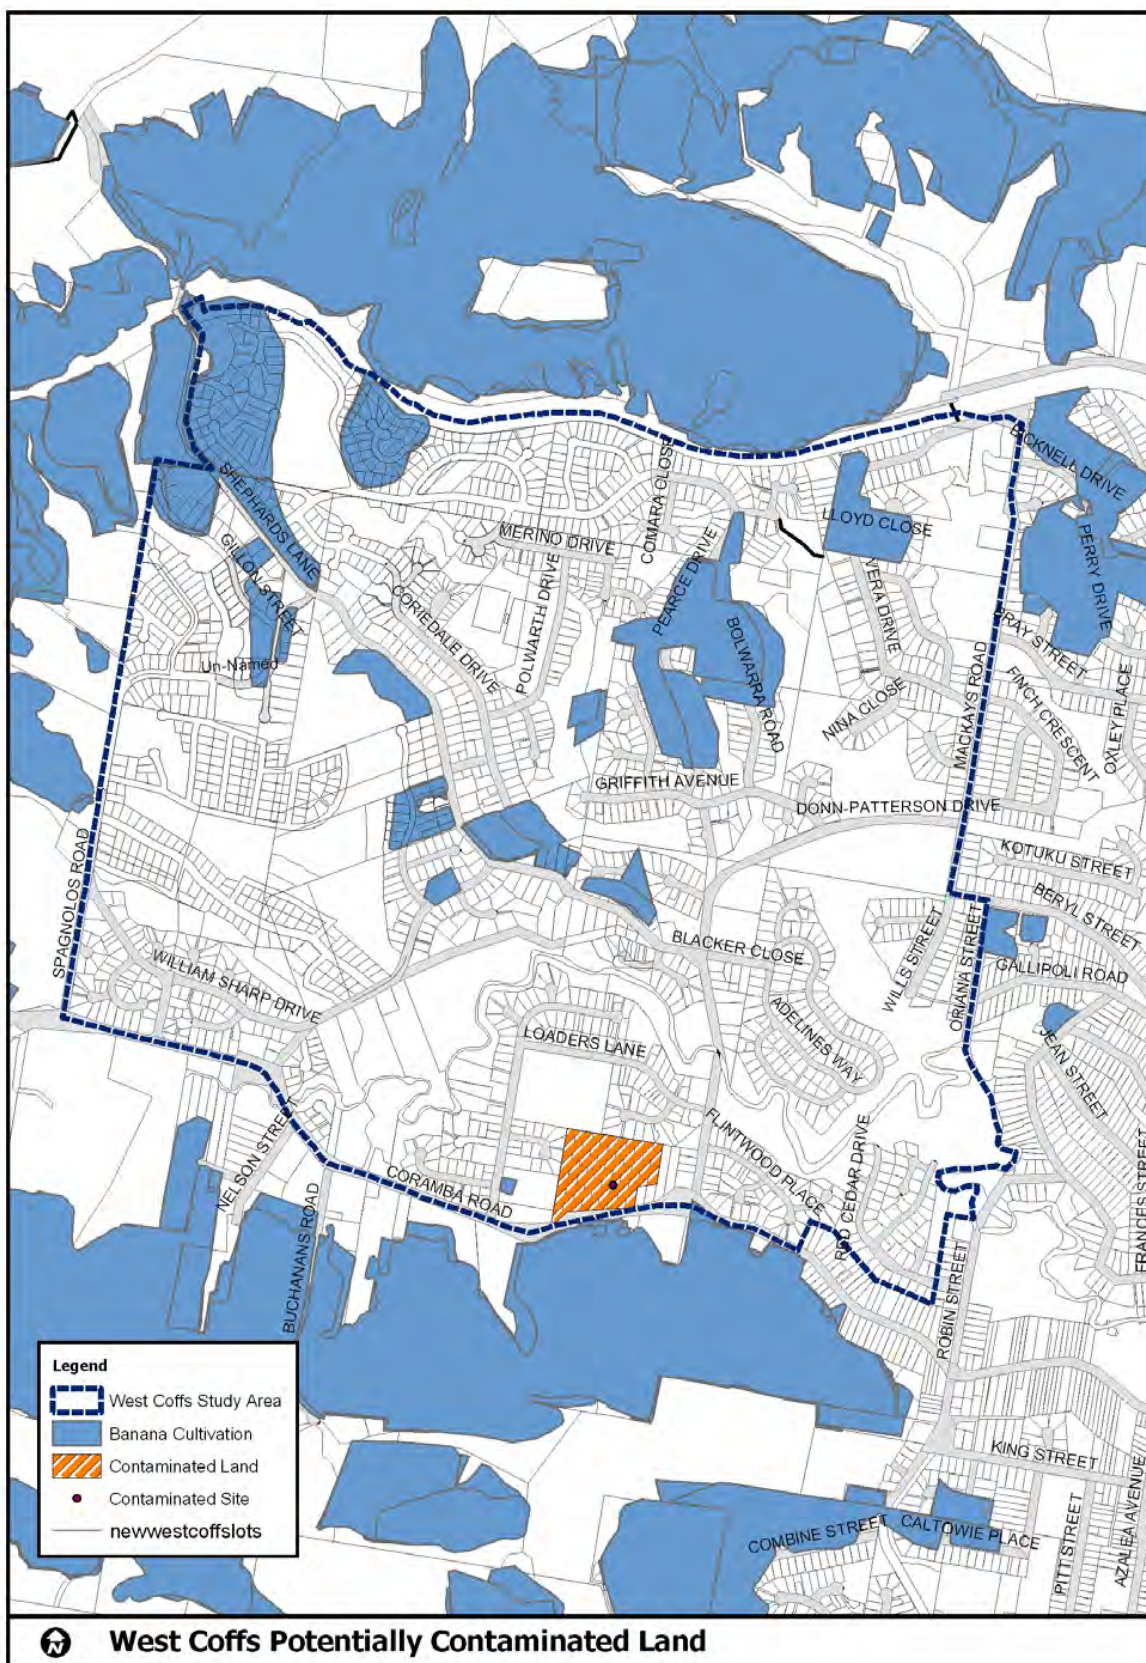 BICKNELL DRIVE
COMARA CLOSE
SHEPHARDS LANE
LLOYD CLOSE
MERINO DRIVE
PERRY DRIVE
GILLON STREET
PEARCE DRIVE
VERA DRIVE
CORIEDALE DRIVE
POLWARTH DRIVE
BRAY STREET
BOLWARRA ROAD
Un-Named
MACKAYS ROAD
FINCH CRESCENT
OXLEY PLACE
NINA CLOSE
GRIFFITH AVENUE
DONN-PATTERSON DRIVE
KOTUKU STREET
SPAGNOLOS ROAD
BERYL STREET
BLACKER CLOSE
WILLS STREET
ORIANA STREET
GALLIPOLI ROAD
WILLIAM SHARP DRIVE
LOADERS LANE
ADELINES WAY
JEAN STREET
FLINTWOOD PLACE
NELSON STREET
RED CEDAR DRIVE
CORAMBA ROAD
BUCHANANS ROAD
FRANCES STREET
ROBIN STREET
Legend
West Coffs Study Area
Banana Cultivation
Contaminated Land
Contaminated Site
newwestcoffslots
KING STREET
COMBINE STREET
CALTOWIE PLACE
PITT STREET
AZALEA AVENUE
N
West Coffs Potentially Contaminated Land